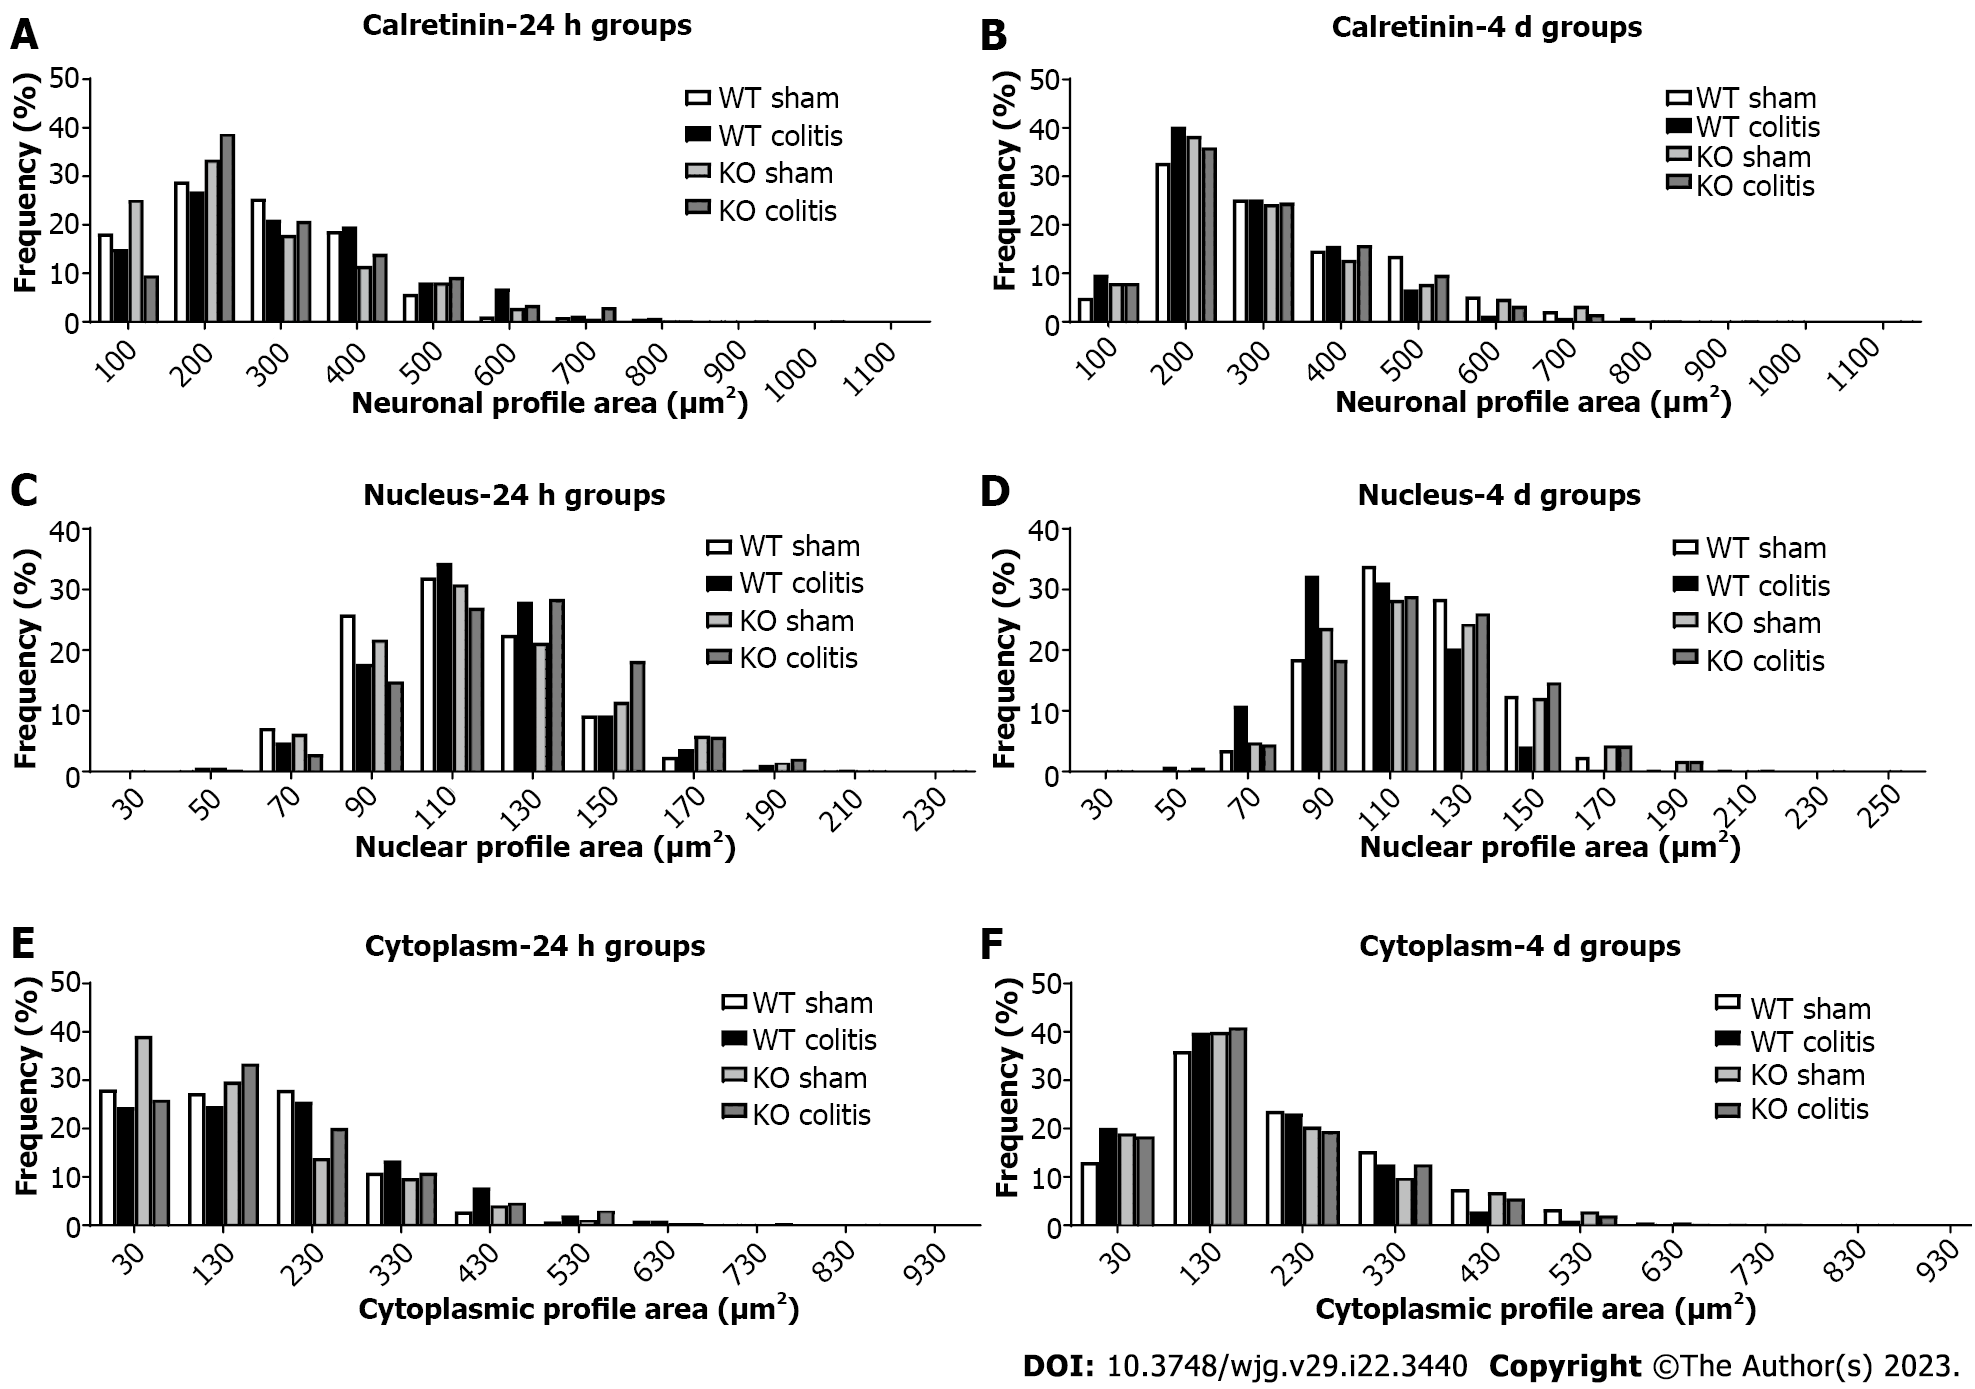 A
Calretinin-24 h groups
Frequency (%)
50
40
30
20
10
0
WT sham
WT colitis
KO sham
KO colitis
100 200 300 400 500 600 700 800 900 1000 1100
Neuronal profile area (µm²)
B
Calretinin-4 d groups
Frequency (%)
50
40
30
20
10
0
WT sham
WT colitis
KO sham
KO colitis
100 200 300 400 500 600 700 800 900 1000 1100
Neuronal profile area (µm²)
C
Nucleus-24 h groups
Frequency (%)
40
30
20
10
0
WT sham
WT colitis
KO sham
KO colitis
30 50 70 90 110 130 150 170 190 210 230
Nuclear profile area (µm²)
D
Nucleus-4 d groups
Frequency (%)
40
30
20
10
0
WT sham
WT colitis
KO sham
KO colitis
30 50 70 90 110 130 150 170 190 210 230 250
Nuclear profile area (µm²)
E
Cytoplasm-24 h groups
Frequency (%)
50
40
30
20
10
0
WT sham
WT colitis
KO sham
KO colitis
30 130 230 330 430 530 630 730 830 930
Cytoplasmic profile area (µm²)
F
Cytoplasm-4 d groups
Frequency (%)
50
40
30
20
10
0
WT sham
WT colitis
KO sham
KO colitis
30 130 230 330 430 530 630 730 830 930
Cytoplasmic profile area (µm²)
DOI: 10.3748/wjg.v29.i22.3440 Copyright ©The Author(s) 2023.